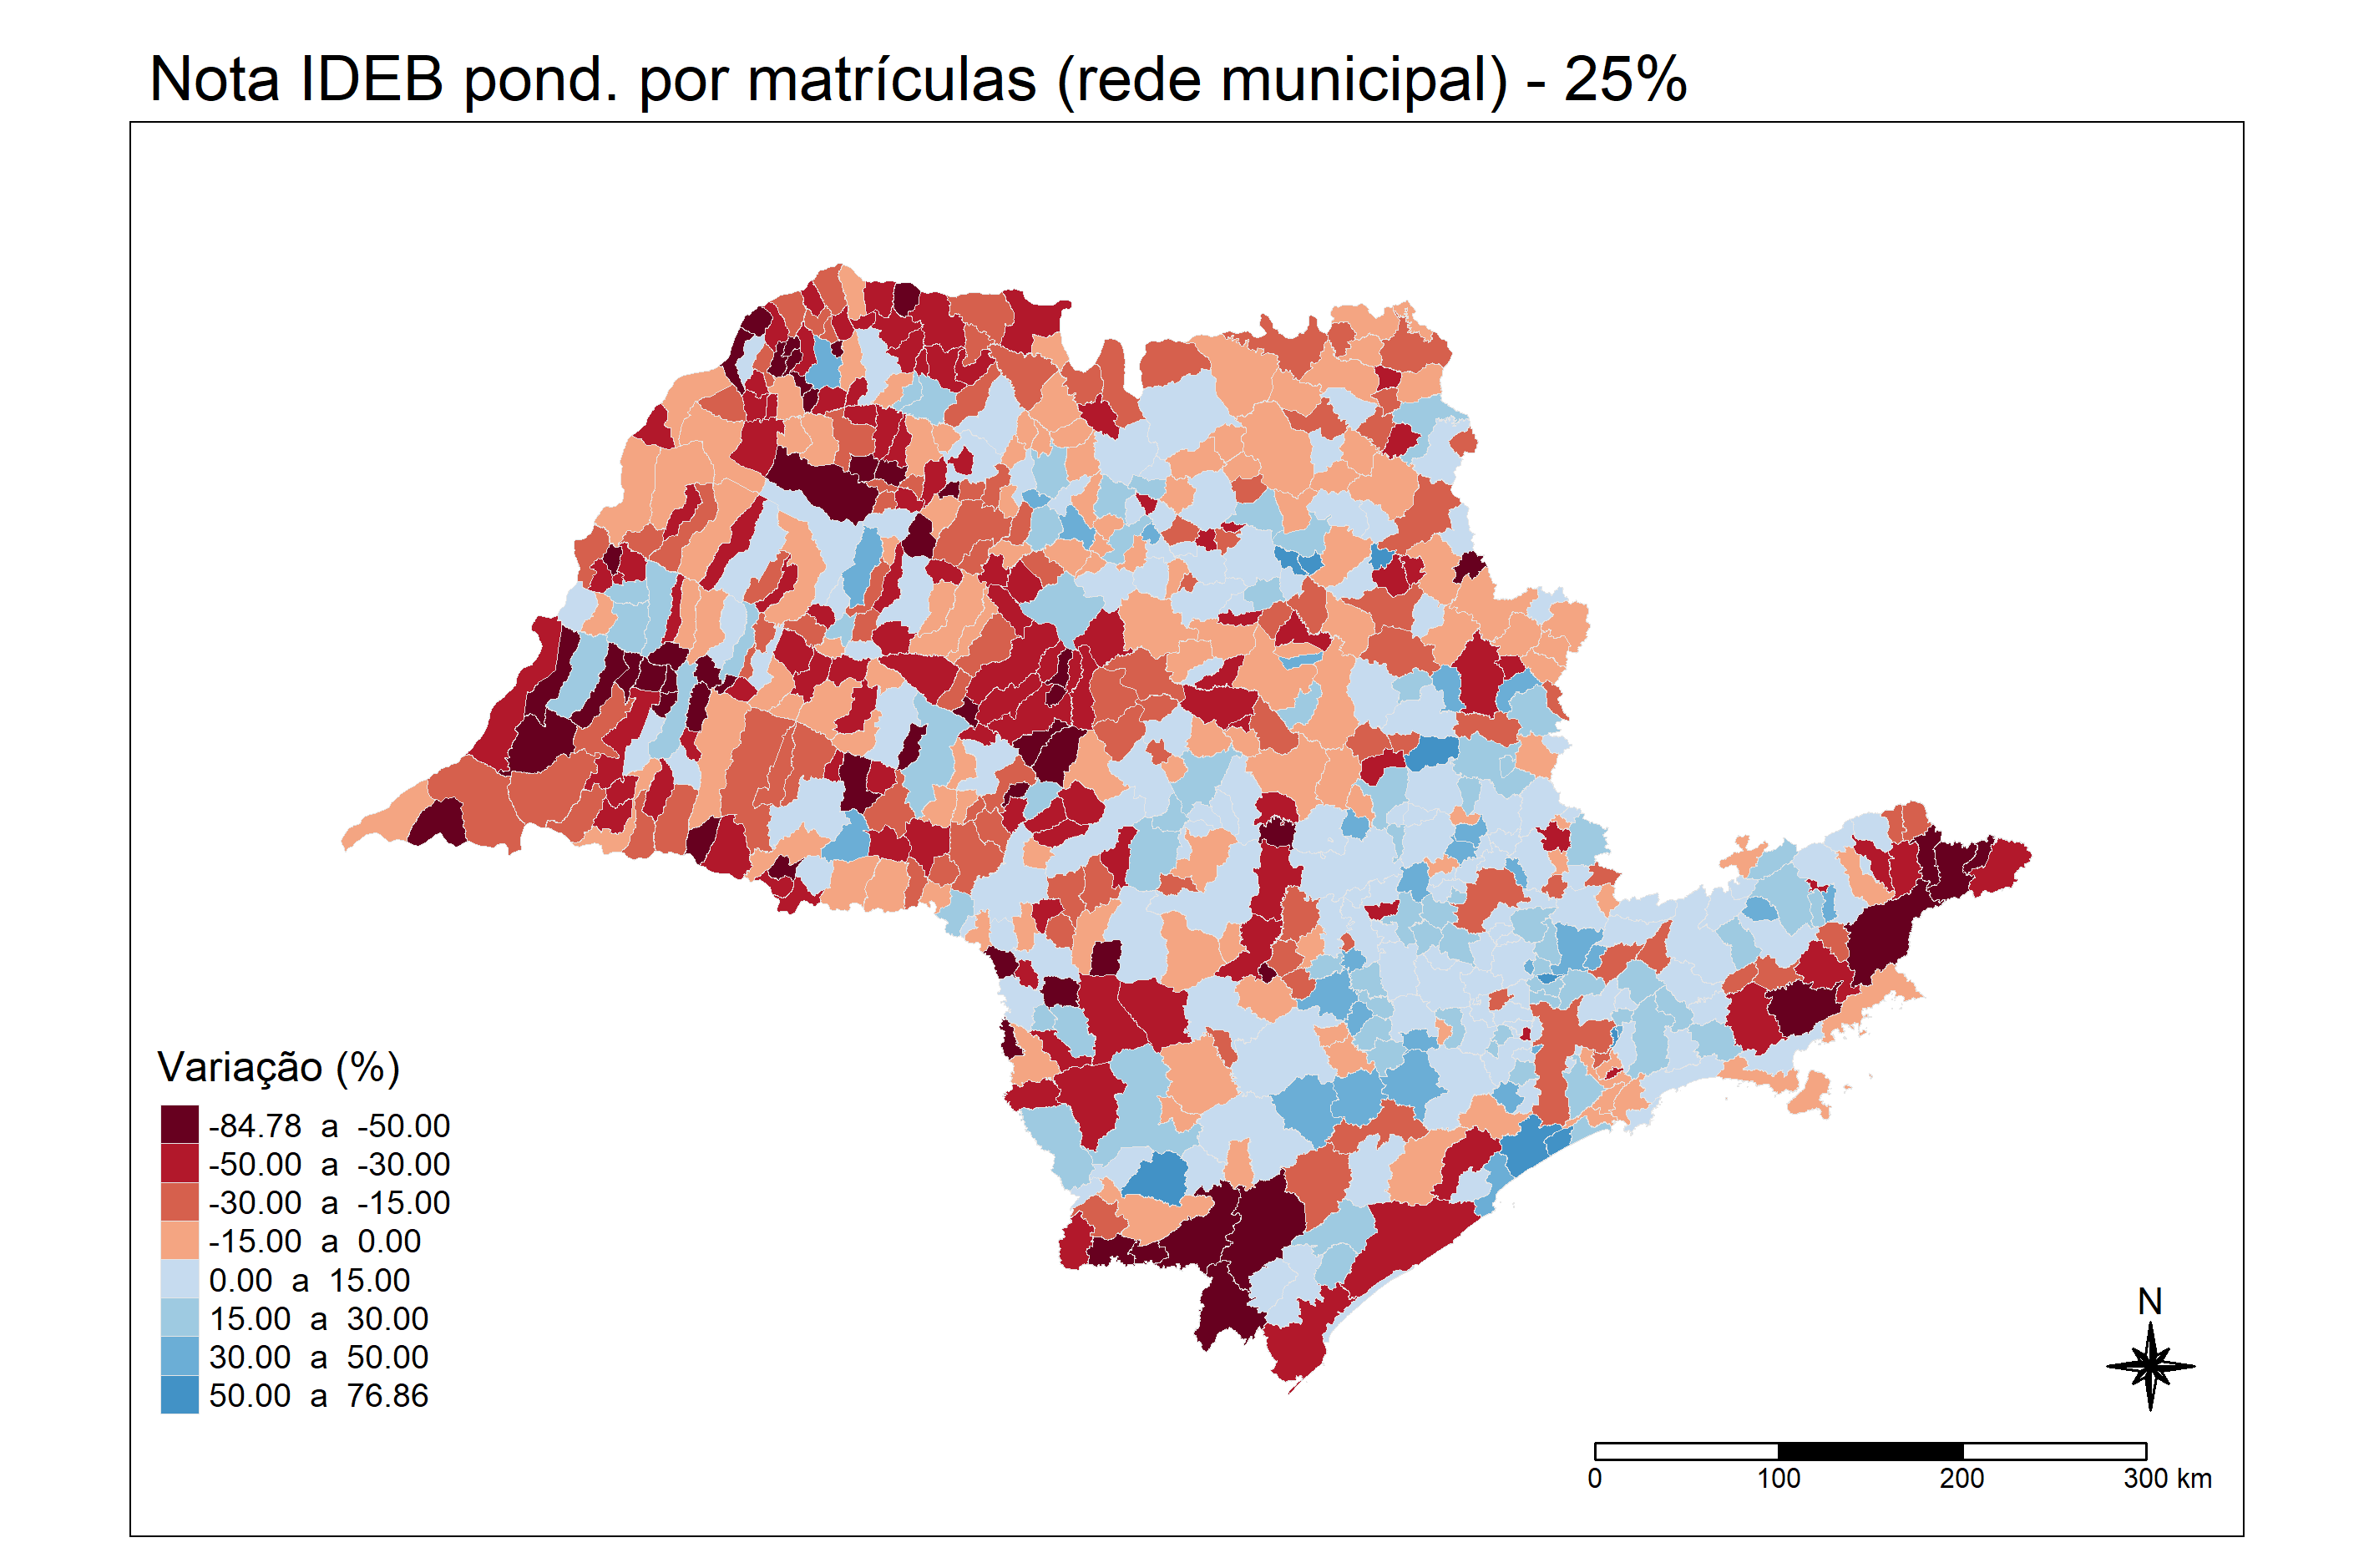 Nota IDEB pond. por matrículas (rede municipal) - 25%
Variação (%)
-84.78 a -50.00
-50.00 a -30.00
-30.00 a -15.00
-15.00 a 0.00
0.00 a 15.00
15.00 a 30.00
30.00 a 50.00
50.00 a 76.86
N
0 100 200 300 km